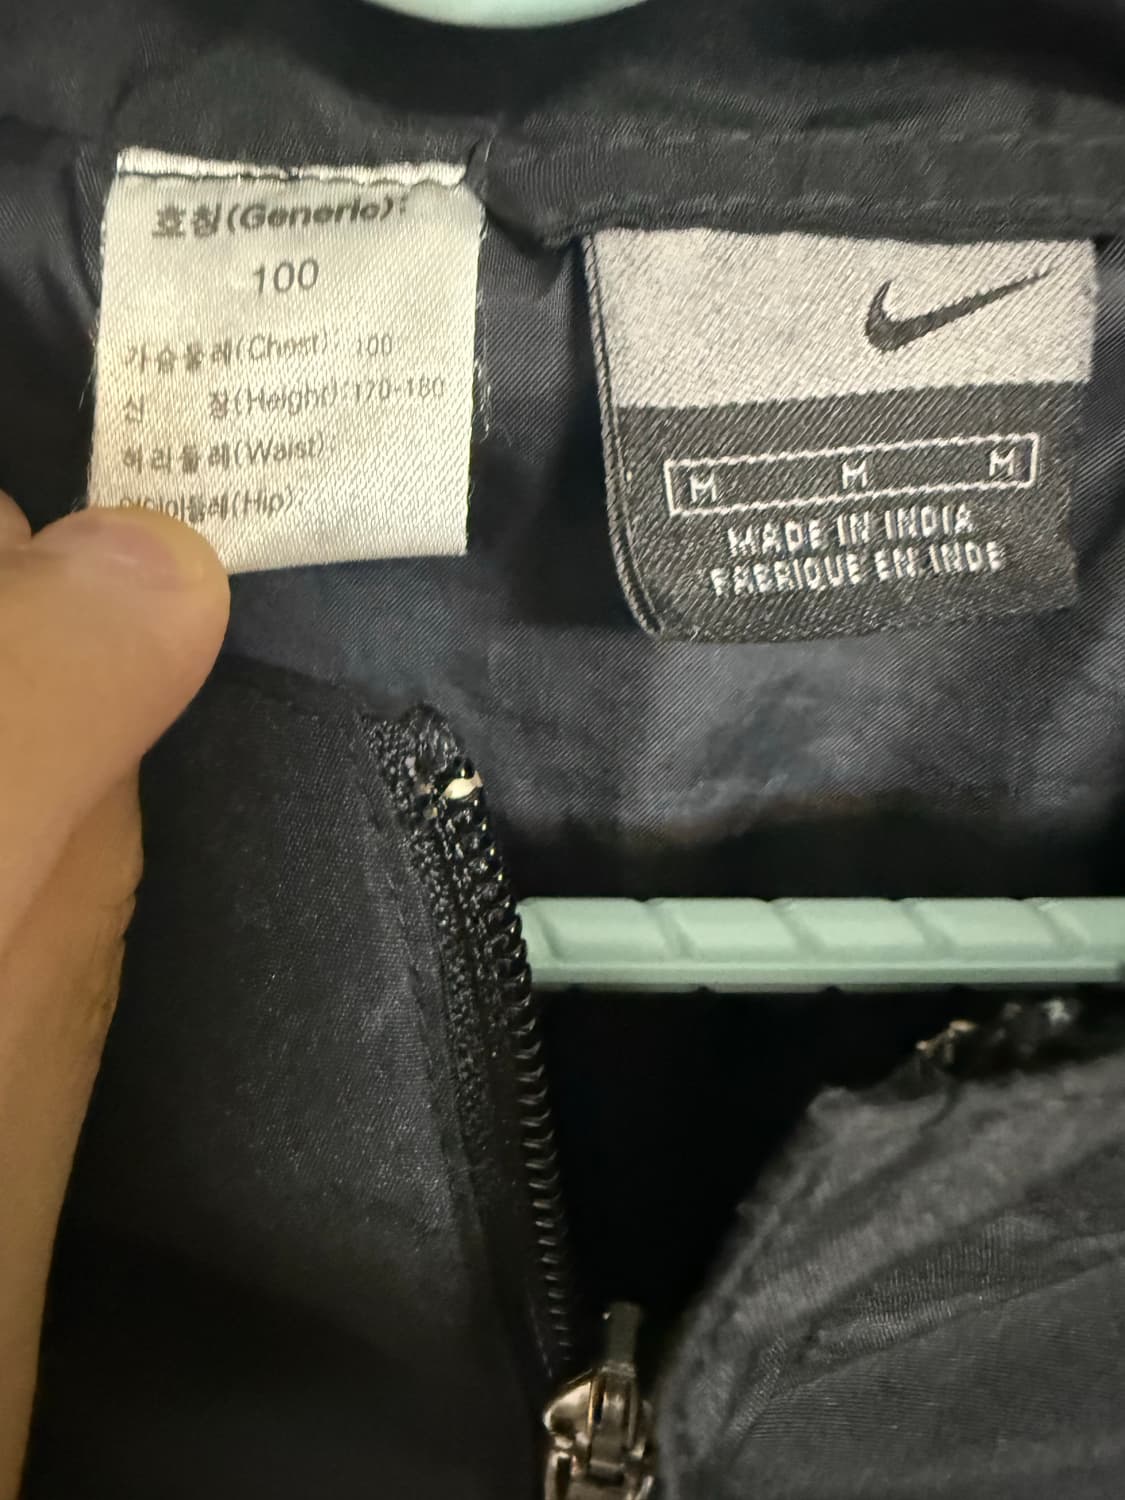 호칭(Generic):
100
가슴둘레(Chest): 100
신 장(Height):170-180
허리둘레(Waist):
엉덩이둘레(Hip):
M M M
MADE IN INDIA
FABRIQUE EN INDE